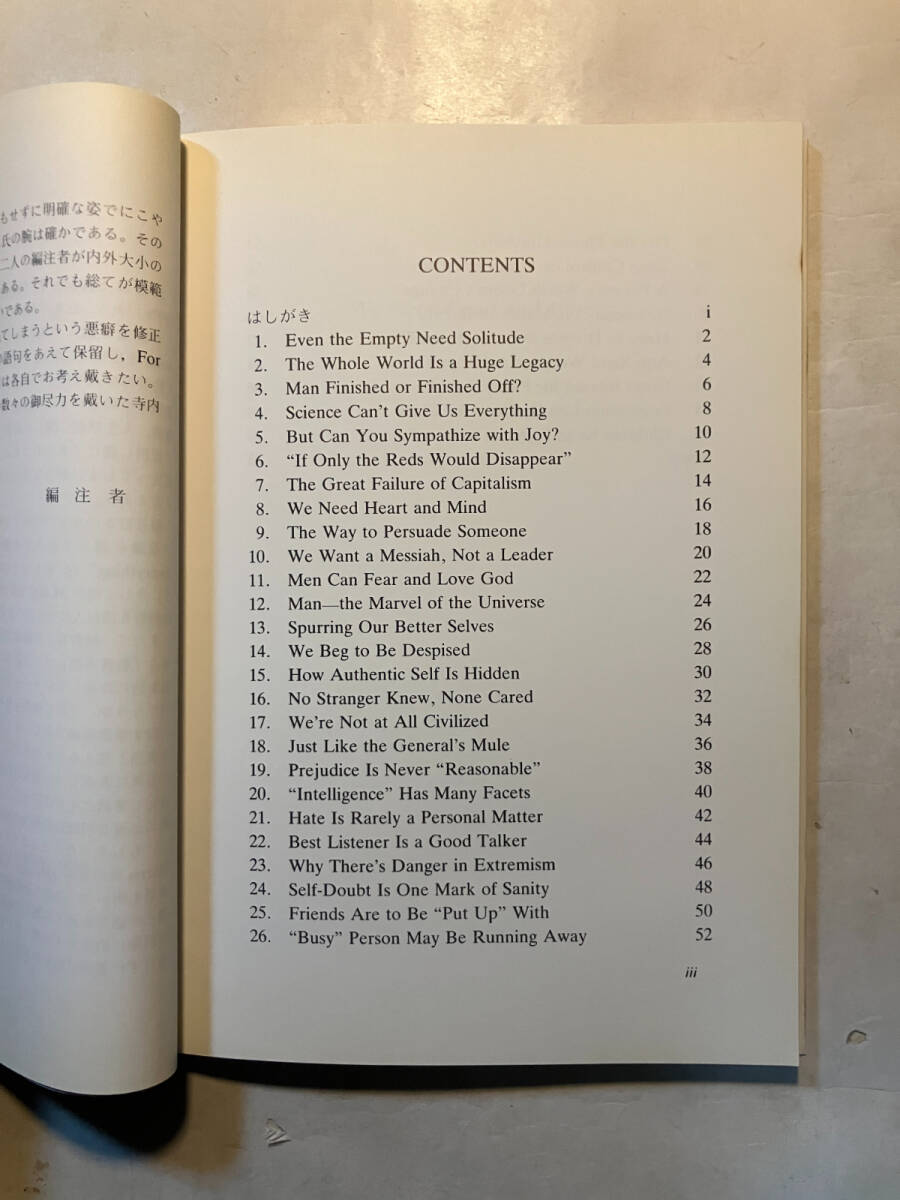 もせずに明確な姿でにこや
氏の腕は確かである。その
二人の編注者が内外大小の
ある。それでも総てが模範
いである。
てしまうという悪癖を修正
語句をあえて保留し，For
は各自でお考え戴きたい。
数々の御尽力を戴いた寺内
編 注 者
CONTENTS
はしがき i
1. Even the Empty Need Solitude 2
2. The Whole World Is a Huge Legacy 4
3. Man Finished or Finished Off? 6
4. Science Can't Give Us Everything 8
5. But Can You Sympathize with Joy? 10
6. “If Only the Reds Would Disappear” 12
7. The Great Failure of Capitalism 14
8. We Need Heart and Mind 16
9. The Way to Persuade Someone 18
10. We Want a Messiah, Not a Leader 20
11. Men Can Fear and Love God 22
12. Man—the Marvel of the Universe 24
13. Spurring Our Better Selves 26
14. We Beg to Be Despised 28
15. How Authentic Self Is Hidden 30
16. No Stranger Knew, None Cared 32
17. We're Not at All Civilized 34
18. Just Like the General's Mule 36
19. Prejudice Is Never “Reasonable” 38
20. “Intelligence” Has Many Facets 40
21. Hate Is Rarely a Personal Matter 42
22. Best Listener Is a Good Talker 44
23. Why There's Danger in Extremism 46
24. Self-Doubt Is One Mark of Sanity 48
25. Friends Are to Be “Put Up” With 50
26. “Busy” Person May Be Running Away 52
iii